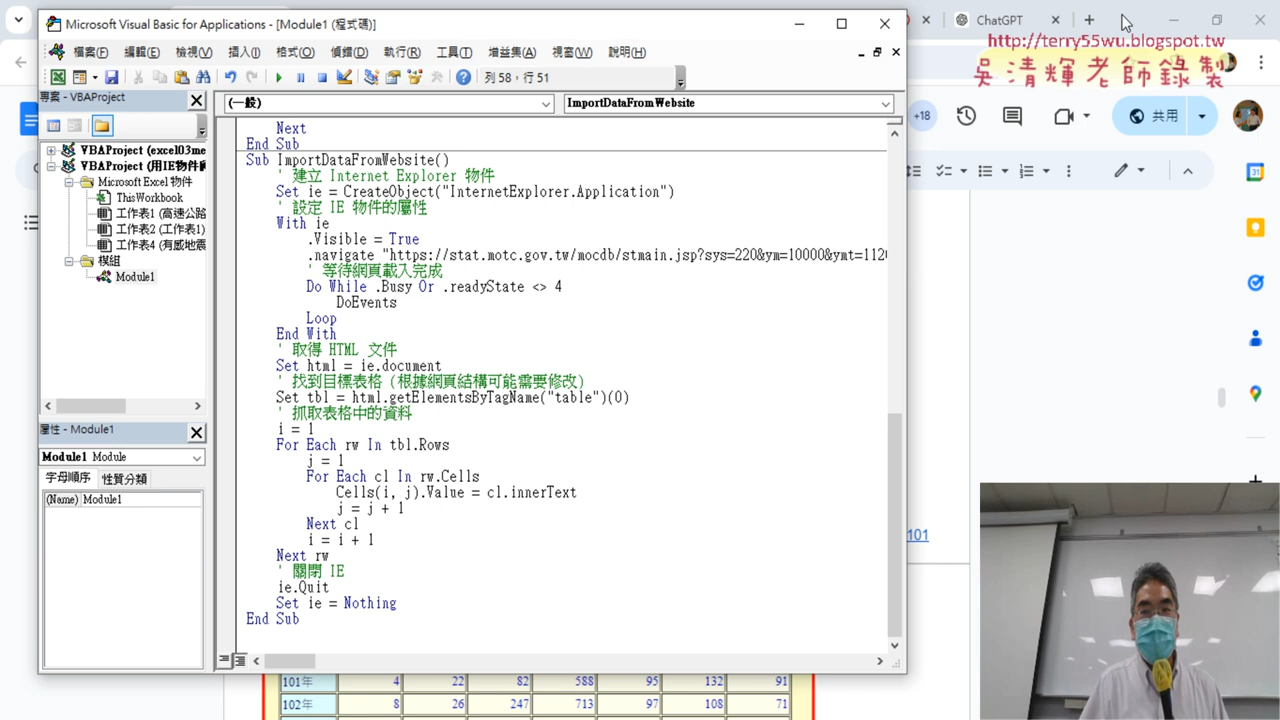 Microsoft Visual Basic for Applications - [Module1 (程式碼)]
ChatGPT
http://terry55wu.blogspot.tw
吳清輝老師錄製
檔案(F) 編輯(E) 檢視(V) 插入(I) 格式(O) 偵錯(D) 執行(R) 工具(T) 增益集(A) 視窗(W) 說明(H)
列 58，行 51
專案 - VBAProject
(一般)
ImportDataFromWebsite
+18
共用
VBAProject (excel03me
VBAProject (用IE物件
Microsoft Excel 物件
ThisWorkbook
工作表1 (高速公路
工作表2 (工作表1)
工作表4 (有感地震
模組
Module1
屬性 - Module1
Module1 Module
字母順序 性質分類
(Name) Module1
Next
End Sub
Sub ImportDataFromWebsite()
' 建立 Internet Explorer 物件
Set ie = CreateObject("InternetExplorer.Application")
' 設定 IE 物件的屬性
With ie
.Visible = True
.navigate "https://stat.motc.gov.tw/mocdb/stmain.jsp?sys=220&ym=10000&ymt=112
' 等待網頁載入完成
Do While .Busy Or .readyState <> 4
DoEvents
Loop
End With
' 取得 HTML 文件
Set html = ie.document
' 找到目標表格 (根據網頁結構可能需要修改)
Set tbl = html.getElementsByTagName("table")(0)
' 抓取表格中的資料
i = 1
For Each rw In tbl.Rows
j = 1
For Each cl In rw.Cells
Cells(i, j).Value = cl.innerText
j = j + 1
Next cl
i = i + 1
Next rw
' 關閉 IE
ie.Quit
Set ie = Nothing
End Sub
101
101年 4 22 82 588 95 132 91
102年 8 26 247 713 97 108 71